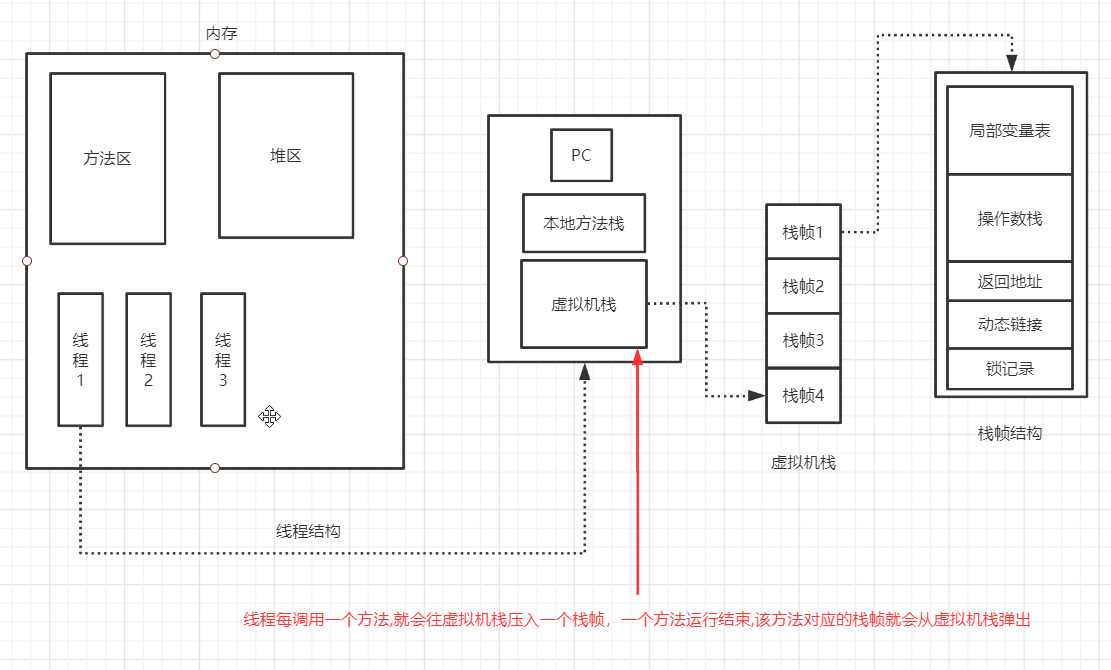 内存
方法区
堆区
线程1
线程2
线程3
线程结构
PC
本地方法栈
虚拟机栈
栈帧1
栈帧2
栈帧3
栈帧4
虚拟机栈
局部变量表
操作数栈
返回地址
动态链接
锁记录
栈帧结构
线程每调用一个方法,就会往虚拟机栈压入一个栈帧，一个方法运行结束,该方法对应的栈帧就会从虚拟机栈弹出